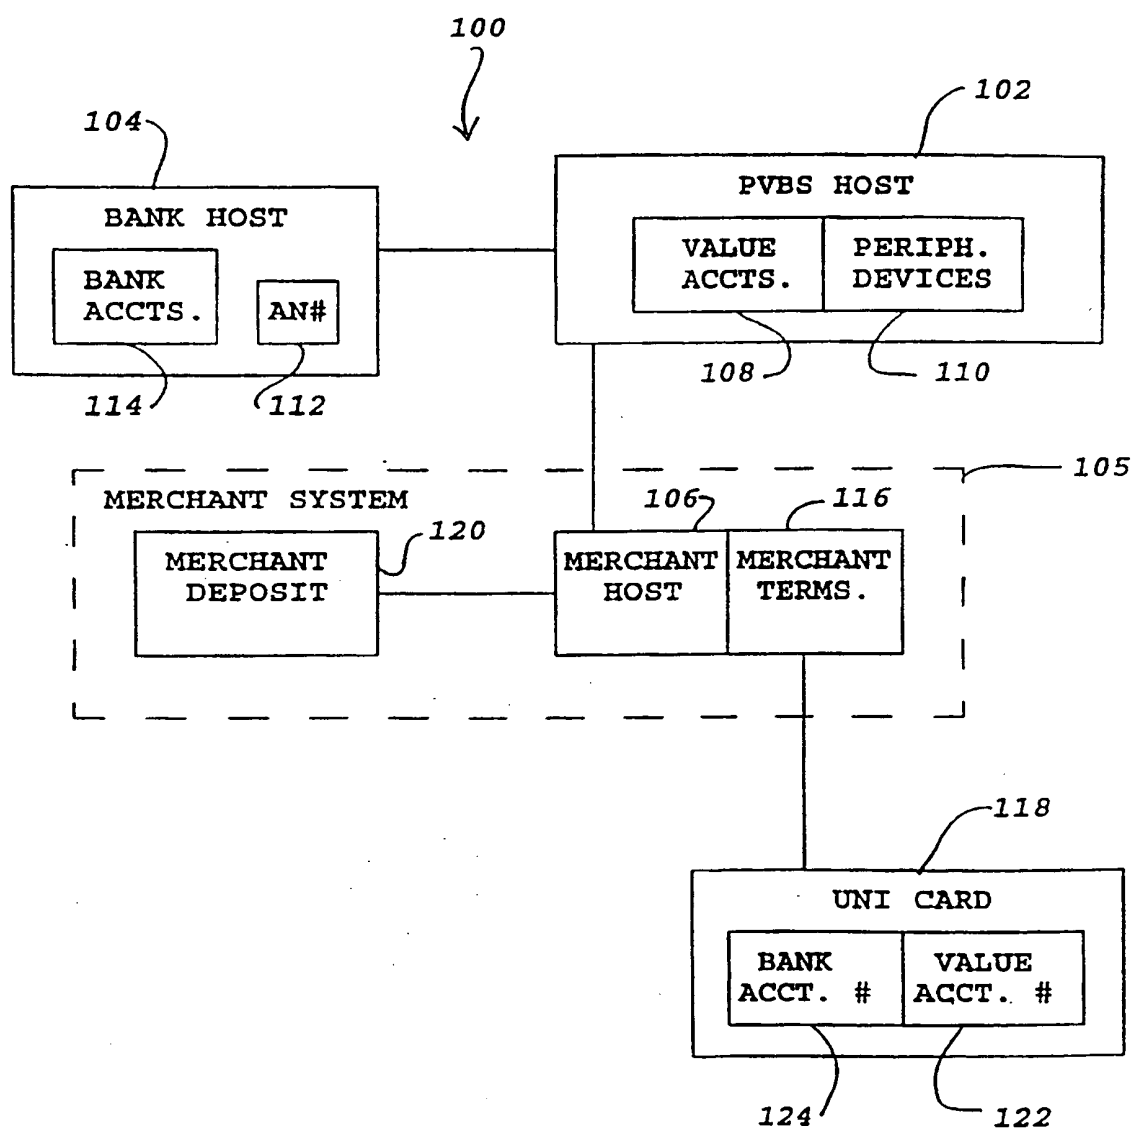 100
102
104
PVBS HOST
BANK HOST
VALUE
ACCTS.
PERIPH.
DEVICES
BANK
ACCTS.
AN#
108
110
114
112
105
MERCHANT SYSTEM
106
116
120
MERCHANT
DEPOSIT
MERCHANT
HOST
MERCHANT
TERMS.
118
UNI CARD
BANK
ACCT. #
VALUE
ACCT. #
124
122